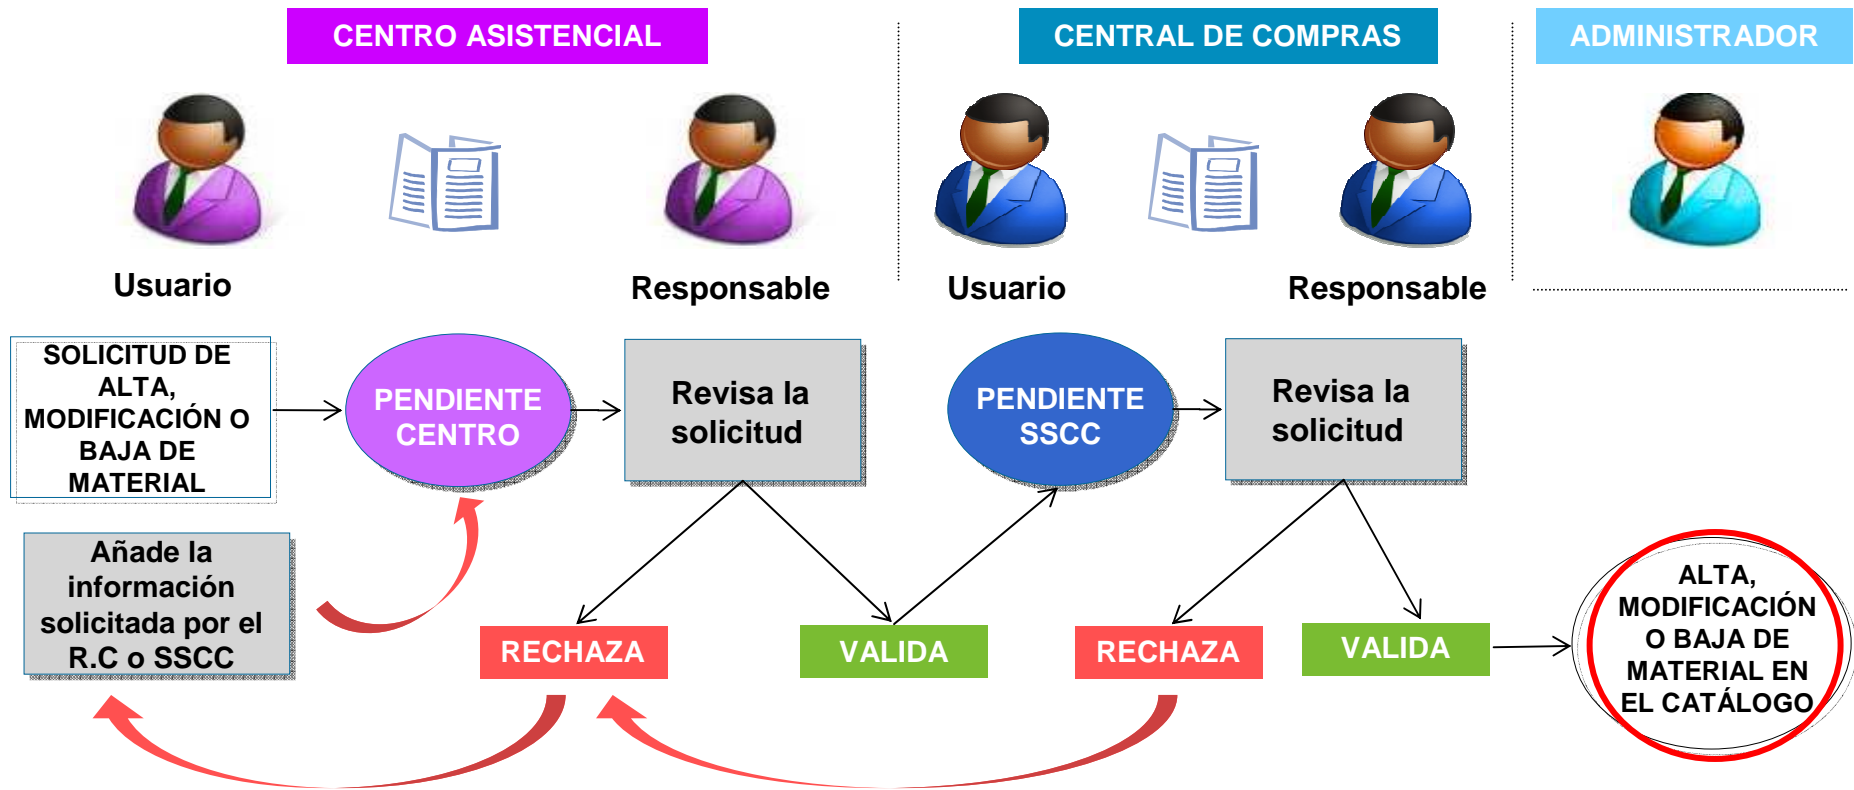 CENTRO ASISTENCIAL
CENTRAL DE COMPRAS
ADMINISTRADOR
Usuario
Responsable
Usuario
Responsable
SOLICITUD DE
ALTA,
MODIFICACIÓN O
BAJA DE
MATERIAL
PENDIENTE
CENTRO
Revisa la
solicitud
PENDIENTE
SSCC
Revisa la
solicitud
Añade la
información
solicitada por el
R.C o SSCC
RECHAZA
VALIDA
RECHAZA
VALIDA
ALTA,
MODIFICACIÓN
O BAJA DE
MATERIAL EN
EL CATÁLOGO